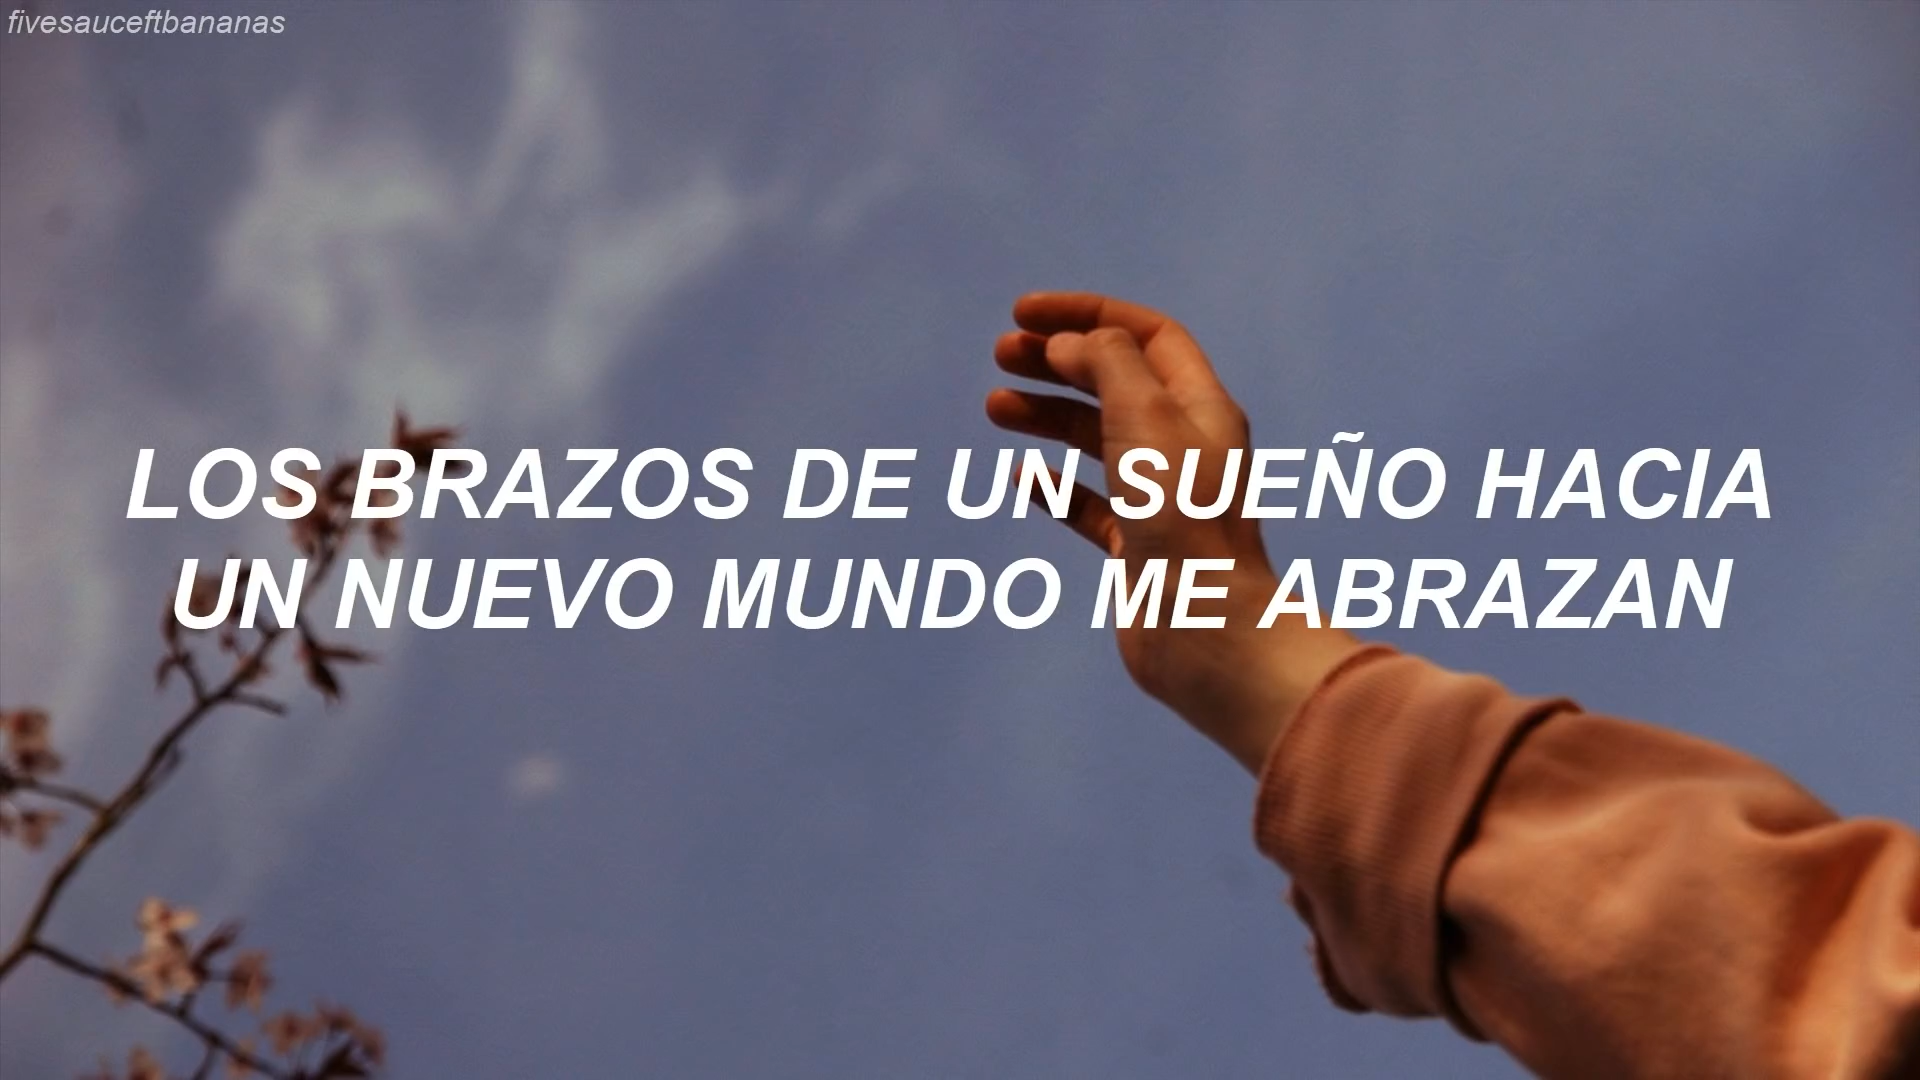 fivesauceftbananas
LOS BRAZOS DE UN SUEÑO HACIA
UN NUEVO MUNDO ME ABRAZAN